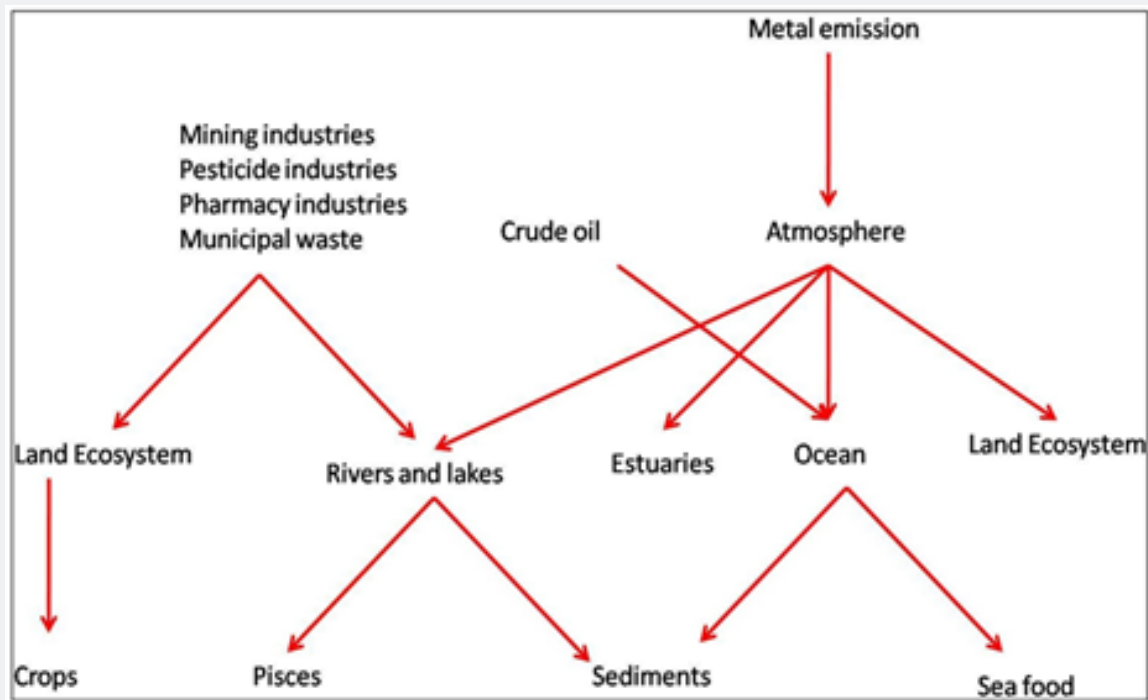 Metal emission
Mining industries
Pesticide industries
Pharmacy industries
Municipal waste
Crude oil
Atmosphere
Land Ecosystem
Rivers and lakes
Estuaries
Ocean
Land Ecosystem
Crops
Pisces
Sediments
Sea food